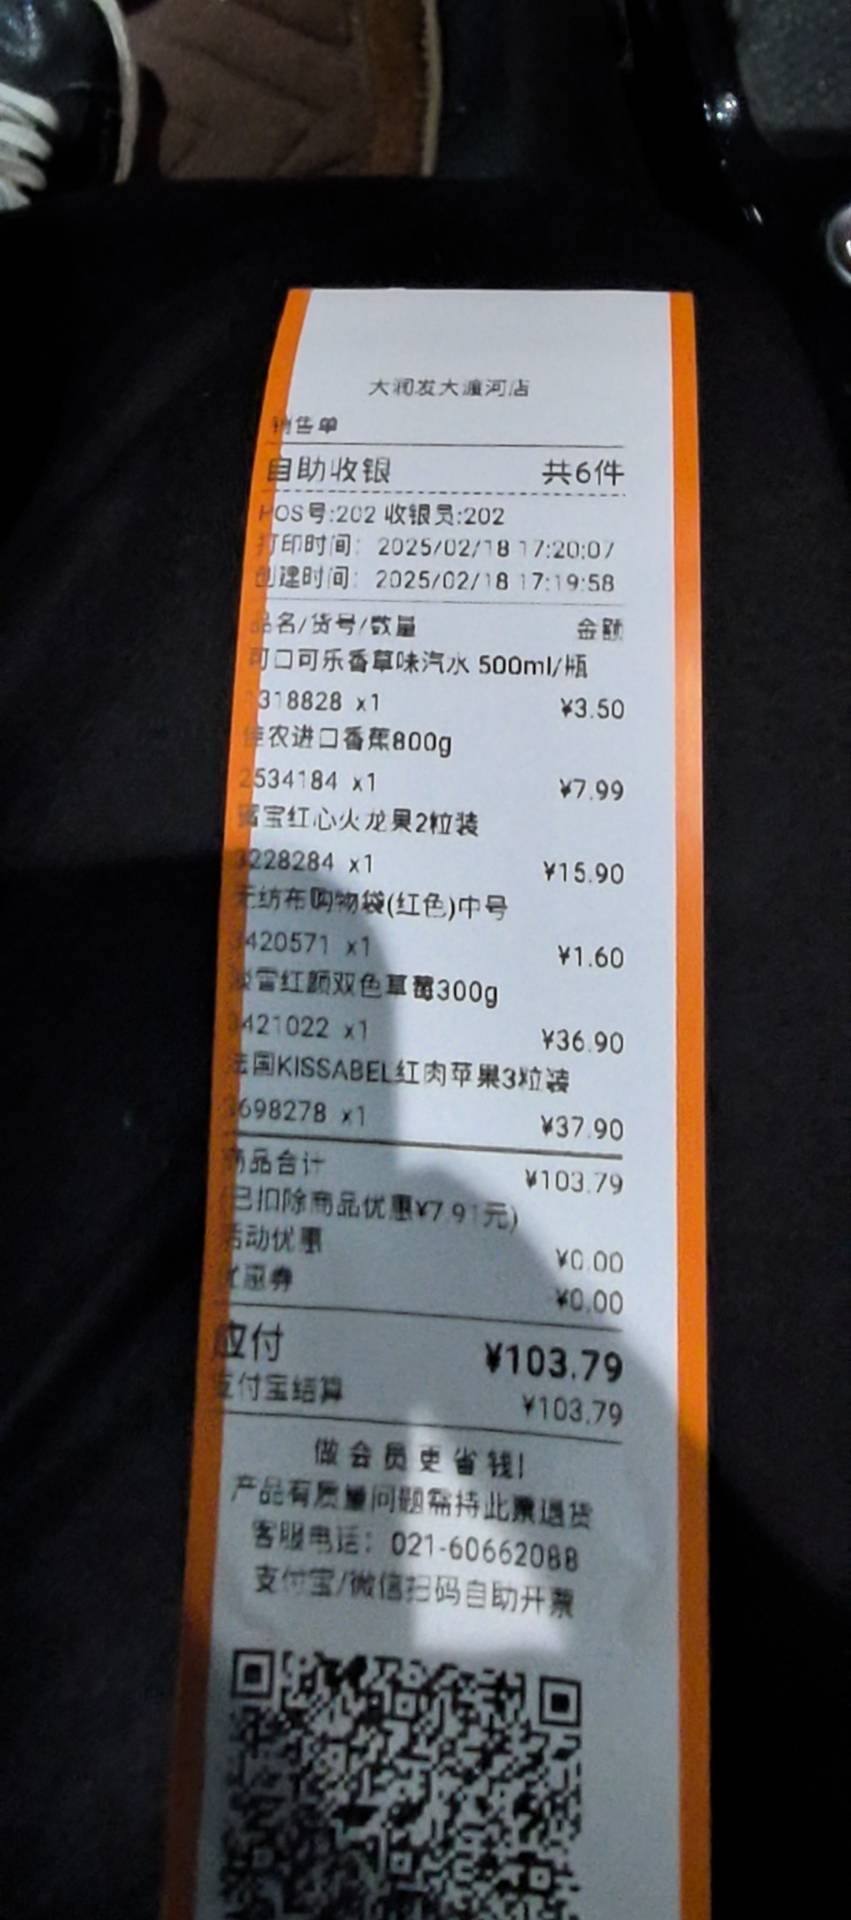 大润发大渡河店
销售单
自助收银 共6件
POS号:202 收银员:202
打印时间: 2025/02/18 17:20:07
创建时间: 2025/02/18 17:19:58
品名/货号/数量 金额
可口可乐香草味汽水 500ml/瓶
318828 x1 ¥3.50
佳农进口香蕉800g
2534184 x1 ¥7.99
蜜宝红心火龙果2粒装
3228284 x1 ¥15.90
无纺布购物袋(红色)中号
420571 x1 ¥1.60
淡雪红颜双色草莓300g
3421022 x1 ¥36.90
法国KISSABEL红肉苹果3粒装
698278 x1 ¥37.90
商品合计 ¥103.79
(已扣除商品优惠¥7.91元)
活动优惠 ¥0.00
优惠券 ¥0.00
应付 ¥103.79
支付宝结算 ¥103.79
做会员更省钱!
产品有质量问题需持此票退货
客服电话: 021-60662088
支付宝/微信扫码自助开票